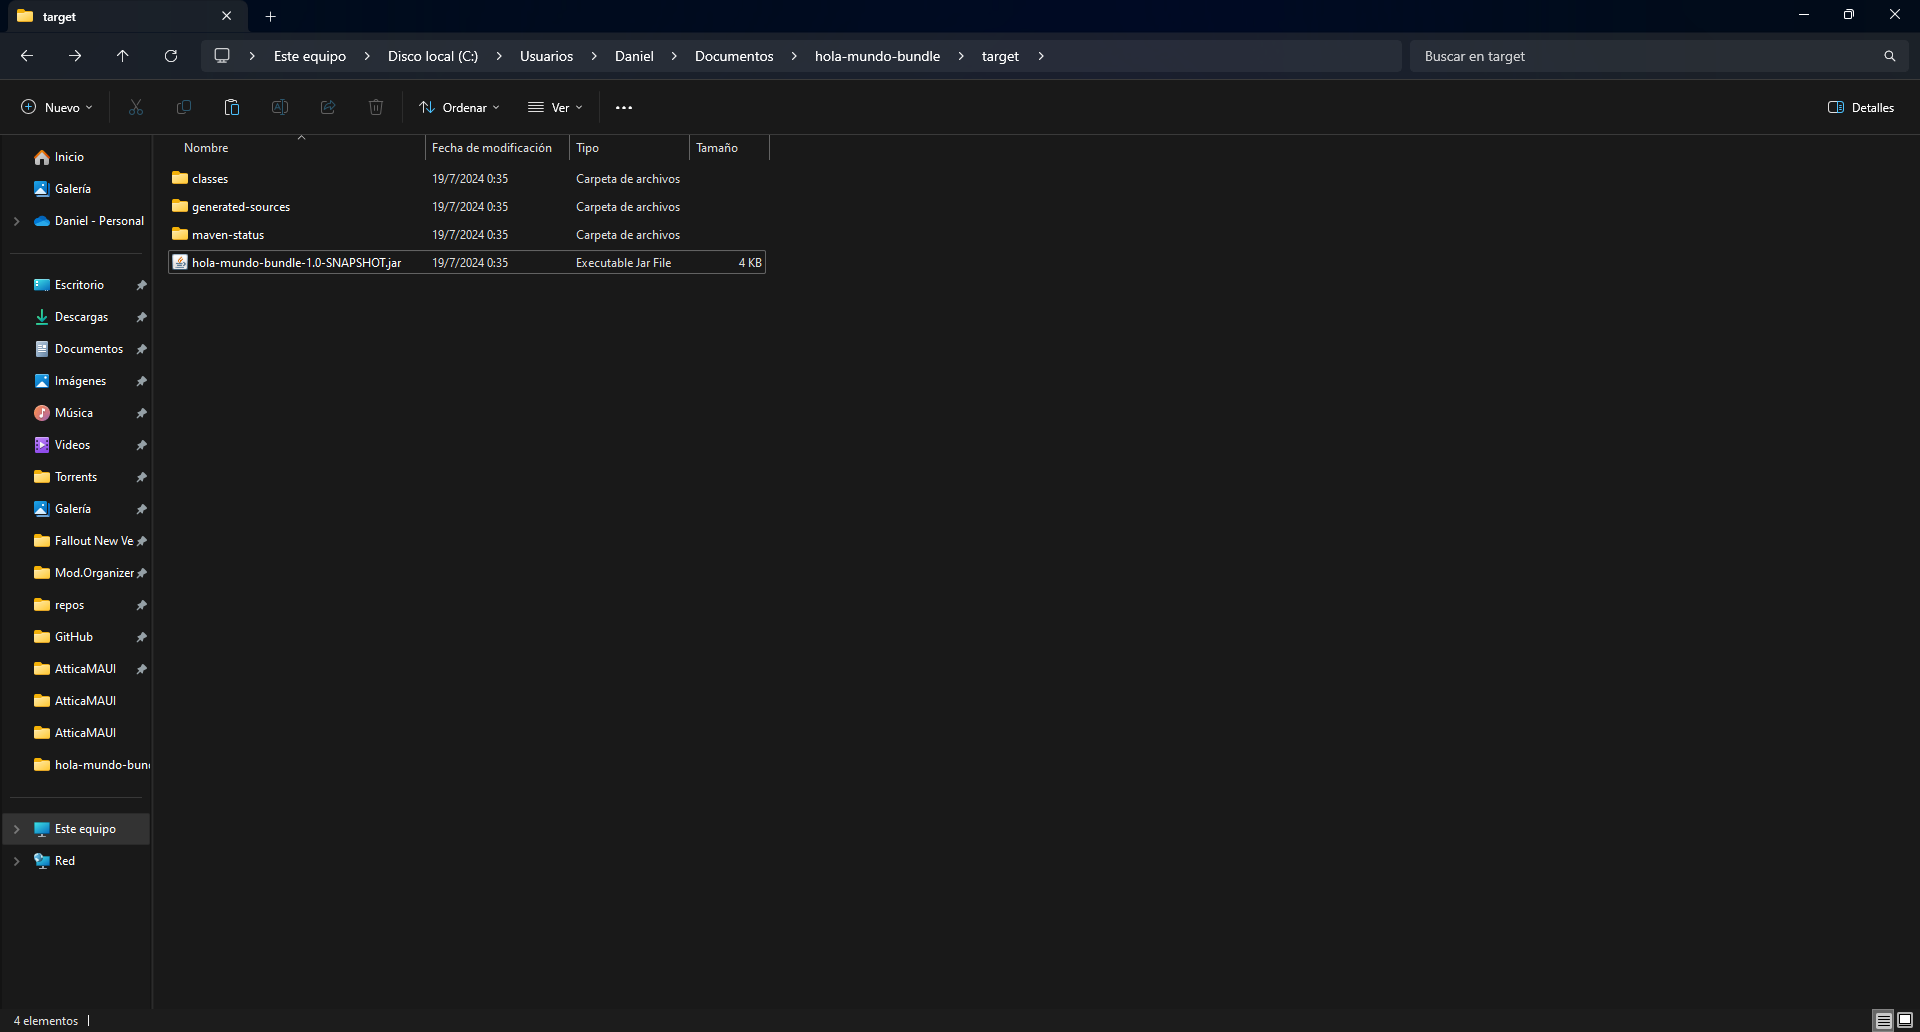 target
Este equipo > Disco local (C:) > Usuarios > Daniel > Documentos > hola-mundo-bundle > target >
Buscar en target
Nuevo
Ordenar
Ver
Detalles
Nombre Fecha de modificación Tipo Tamaño
classes 19/7/2024 0:35 Carpeta de archivos
generated-sources 19/7/2024 0:35 Carpeta de archivos
maven-status 19/7/2024 0:35 Carpeta de archivos
hola-mundo-bundle-1.0-SNAPSHOT.jar 19/7/2024 0:35 Executable Jar File 4 KB
Inicio
Galería
Daniel - Personal
Escritorio
Descargas
Documentos
Imágenes
Música
Videos
Torrents
Galería
Fallout New Ve
Mod.Organizer
repos
GitHub
AtticaMAUI
AtticaMAUI
AtticaMAUI
hola-mundo-bun
Este equipo
Red
4 elementos